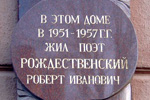 В ЭТОМ ДОМЕ
В 1951-1957 ГГ.
ЖИЛ ПОЭТ
РОЖДЕСТВЕНСКИЙ
РОБЕРТ ИВАНОВИЧ